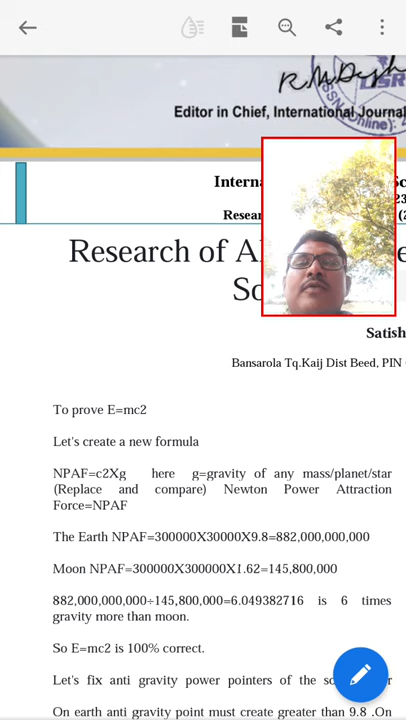 Editor in Chief, International Journal
Research of
Satish
Bansarola Tq.Kaij Dist Beed, PIN
To prove E=mc2
Let's create a new formula
NPAF=c2Xg here g=gravity of any mass/planet/star
(Replace and compare) Newton Power Attraction
Force=NPAF
The Earth NPAF=300000X30000X9.8=882,000,000,000
Moon NPAF=300000X300000X1.62=145,800,000
882,000,000,000÷145,800,000=6.049382716 is 6 times
gravity more than moon.
So E=mc2 is 100% correct.
Let's fix anti gravity power pointers of the
On earth anti gravity point must create greater than 9.8 .On